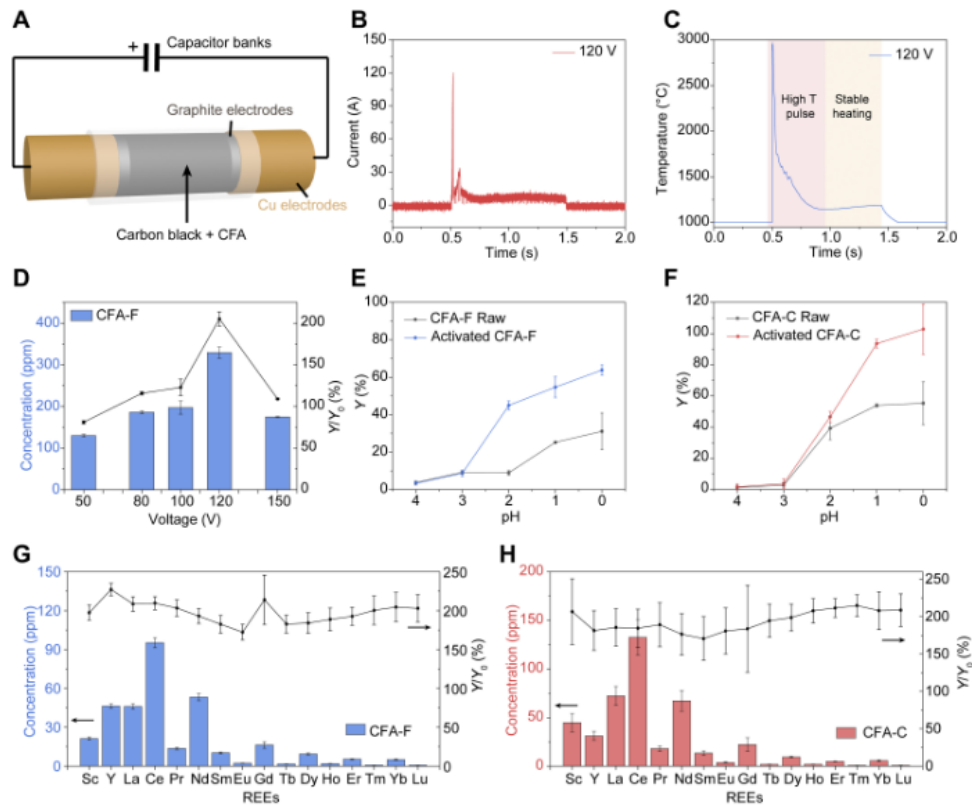 A
+
Capacitor banks
Graphite electrodes
Cu electrodes
Carbon black + CFA
B
150
120
90
60
30
0
Current (A)
120 V
0.0 0.5 1.0 1.5 2.0
Time (s)
C
3000
2500
2000
1500
1000
Temperature (°C)
120 V
High T
pulse
Stable
heating
0.0 0.5 1.0 1.5 2.0
Time (s)
D
400
300
200
100
0
Concentration (ppm)
CFA-F
200
150
100
50
0
Y/Y0 (%)
50 80 100 120 150
Voltage (V)
E
100
80
60
40
20
0
Y (%)
CFA-F Raw
Activated CFA-F
4 3 2 1 0
pH
F
120
100
80
60
40
20
0
Y (%)
CFA-C Raw
Activated CFA-C
4 3 2 1 0
pH
G
150
120
90
60
30
0
Concentration (ppm)
250
200
150
100
50
0
Y/Y0 (%)
CFA-F
Sc Y La Ce Pr Nd Sm Eu Gd Tb Dy Ho Er Tm Yb Lu
REEs
H
200
150
100
50
0
Concentration (ppm)
250
200
150
100
50
0
Y/Y0 (%)
CFA-C
Sc Y La Ce Pr Nd Sm Eu Gd Tb Dy Ho Er Tm Yb Lu
REEs